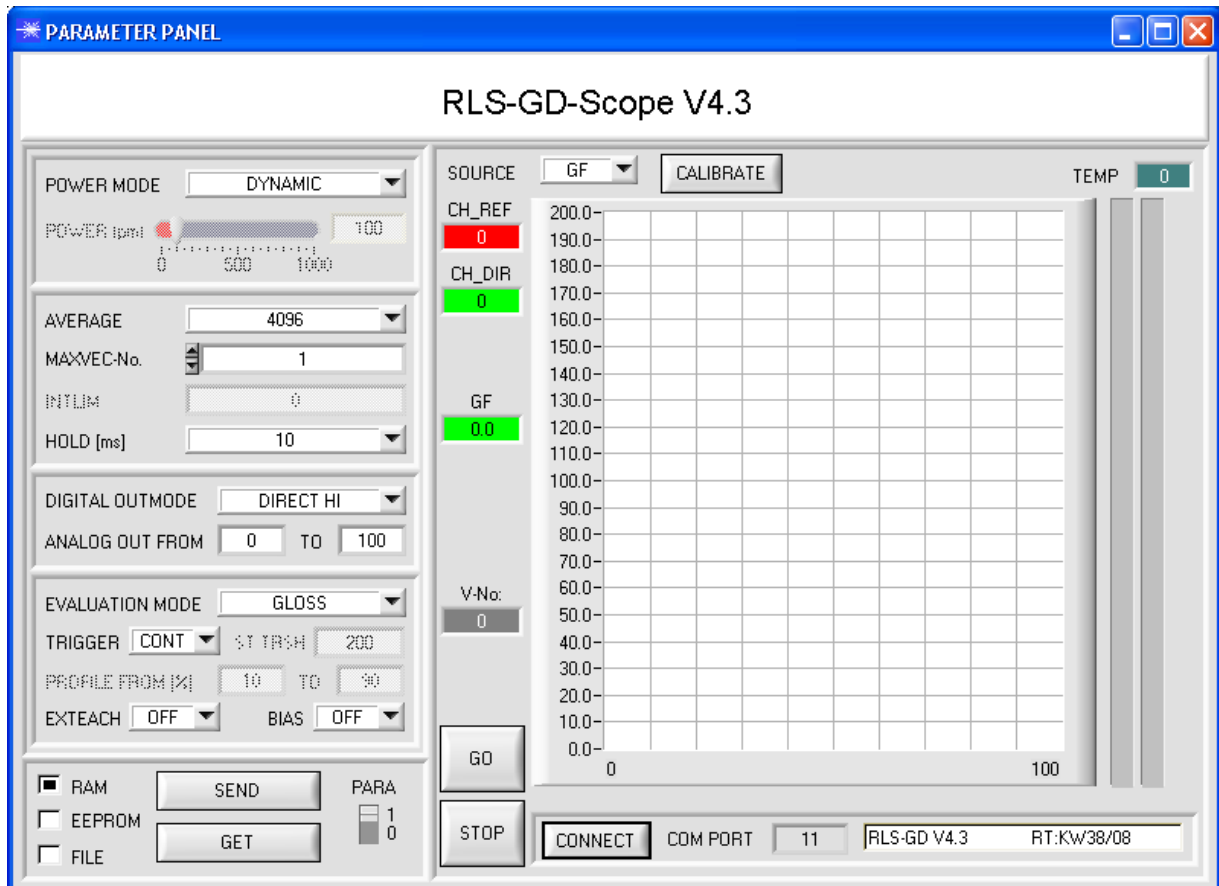 PARAMETER PANEL
RLS-GD-Scope V4.3
POWER MODE DYNAMIC
POWER [pm] 100
0 500 1000
AVERAGE 4096
MAXVEC-No. 1
INTLIM 0
HOLD [ms] 10
DIGITAL OUTMODE DIRECT HI
ANALOG OUT FROM 0 TO 100
EVALUATION MODE GLOSS
TRIGGER CONT ST TRSH 200
PROFILE FROM [%] 10 TO 90
EXTEACH OFF BIAS OFF
RAM SEND PARA
EEPROM 1
0
FILE GET
SOURCE GF CALIBRATE TEMP 0
CH_REF
0
CH_DIR
0
GF
0.0
V-No:
0
GO
STOP
200.0
190.0
180.0
170.0
160.0
150.0
140.0
130.0
120.0
110.0
100.0
90.0
80.0
70.0
60.0
50.0
40.0
30.0
20.0
10.0
0.0
0 100
CONNECT COM PORT 11 RLS-GD V4.3 RT:KW38/08